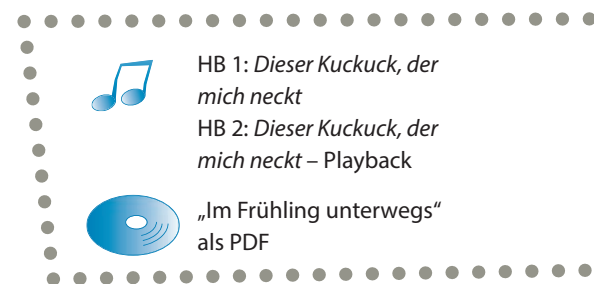 HB 1: Dieser Kuckuck, der
mich neckt
HB 2: Dieser Kuckuck, der
mich neckt – Playback
„Im Frühling unterwegs“
als PDF